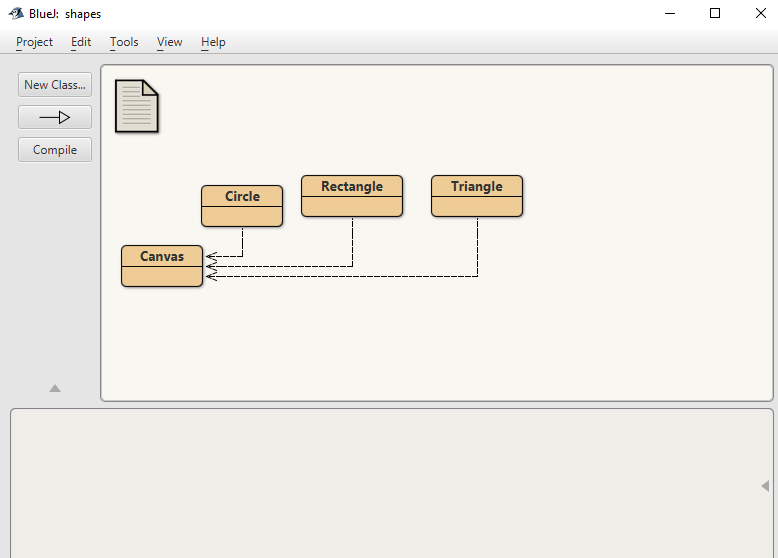 BlueJ: shapes
Project Edit Tools View Help
New Class...
Compile
Circle
Rectangle
Triangle
Canvas